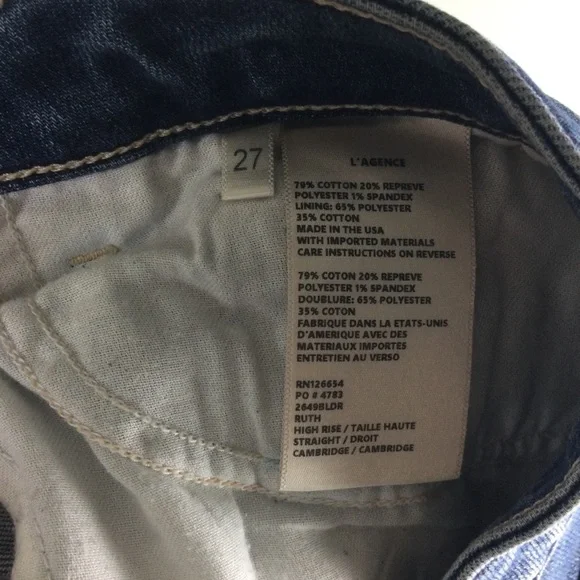 27
L'AGENCE
79% COTTON 20% REPREVE
POLYESTER 1% SPANDEX
LINING: 65% POLYESTER
35% COTTON
MADE IN THE USA
WITH IMPORTED MATERIALS
CARE INSTRUCTIONS ON REVERSE
79% COTON 20% REPREVE
POLYESTER 1% SPANDEX
DOUBLURE: 65% POLYESTER
35% COTON
FABRIQUE DANS LA ETATS-UNIS
D'AMERIQUE AVEC DES
MATERIAUX IMPORTES
ENTRETIEN AU VERSO
RN126654
PO # 4783
2649BLDR
RUTH
HIGH RISE / TAILLE HAUTE
STRAIGHT / DROIT
CAMBRIDGE / CAMBRIDGE